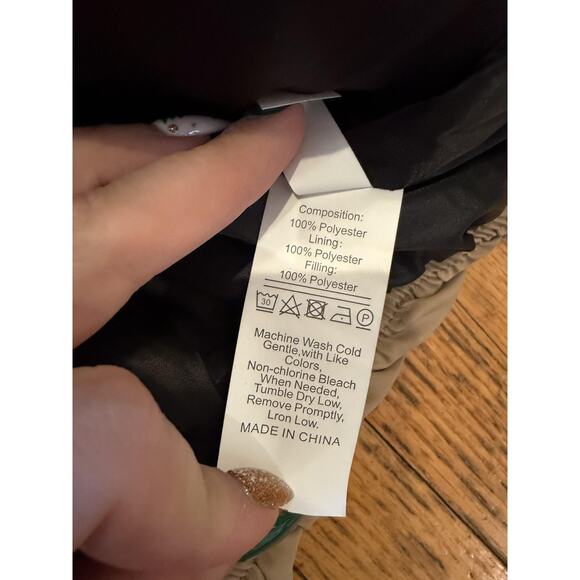 Composition:
100% Polyester
Lining:
100% Polyester
Filling:
100% Polyester
30
P
Machine Wash Cold
Gentle,with Like
Colors,
Non-chlorine Bleach
When Needed,
Tumble Dry Low,
Remove Promptly,
Lron Low.
MADE IN CHINA